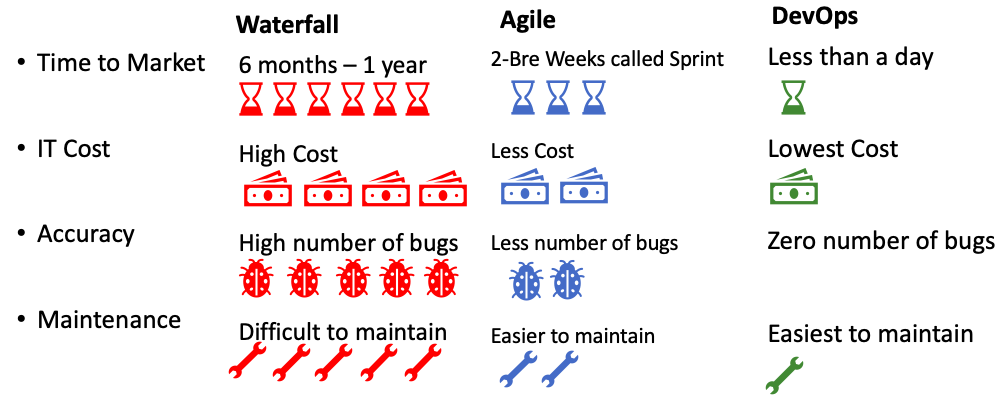 Waterfall Agile DevOps
• Time to Market 6 months – 1 year 2-Bre Weeks called Sprint Less than a day
• IT Cost High Cost Less Cost Lowest Cost
• Accuracy High number of bugs Less number of bugs Zero number of bugs
• Maintenance Difficult to maintain Easier to maintain Easiest to maintain